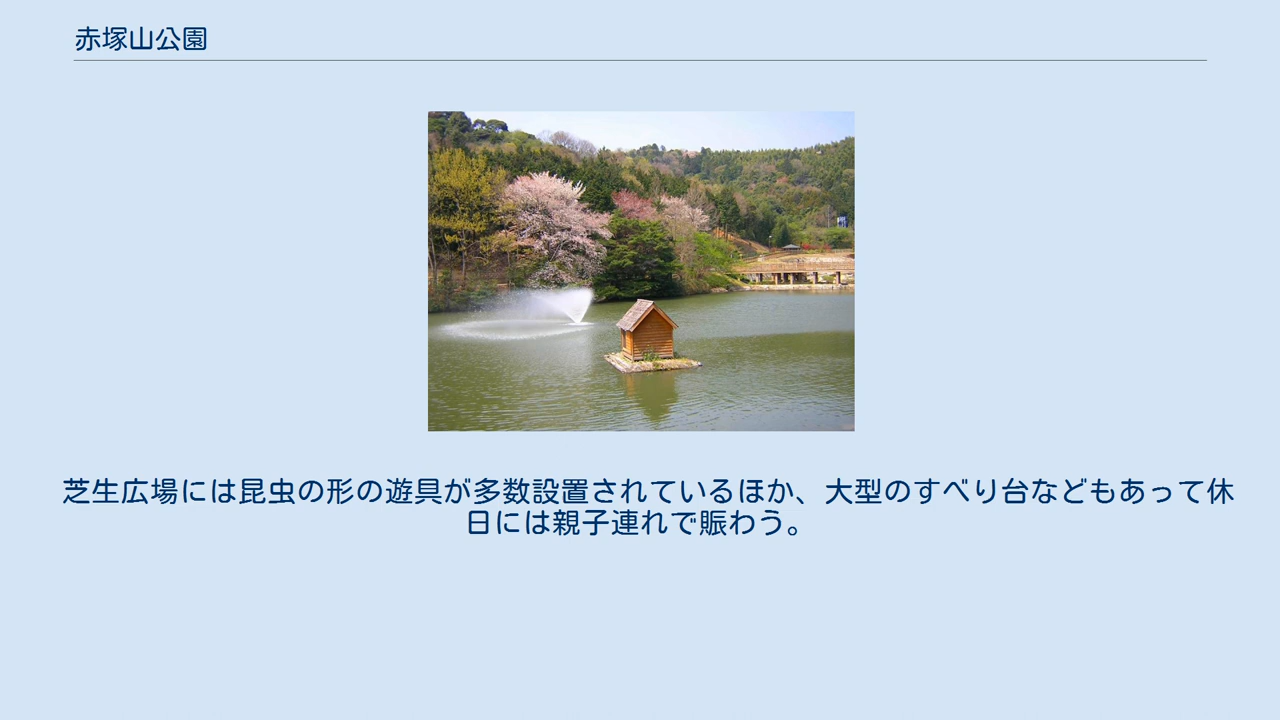 赤塚山公園
芝生広場には昆虫の形の遊具が多数設置されているほか、大型のすべり台などもあって休
日には親子連れで賑わう。